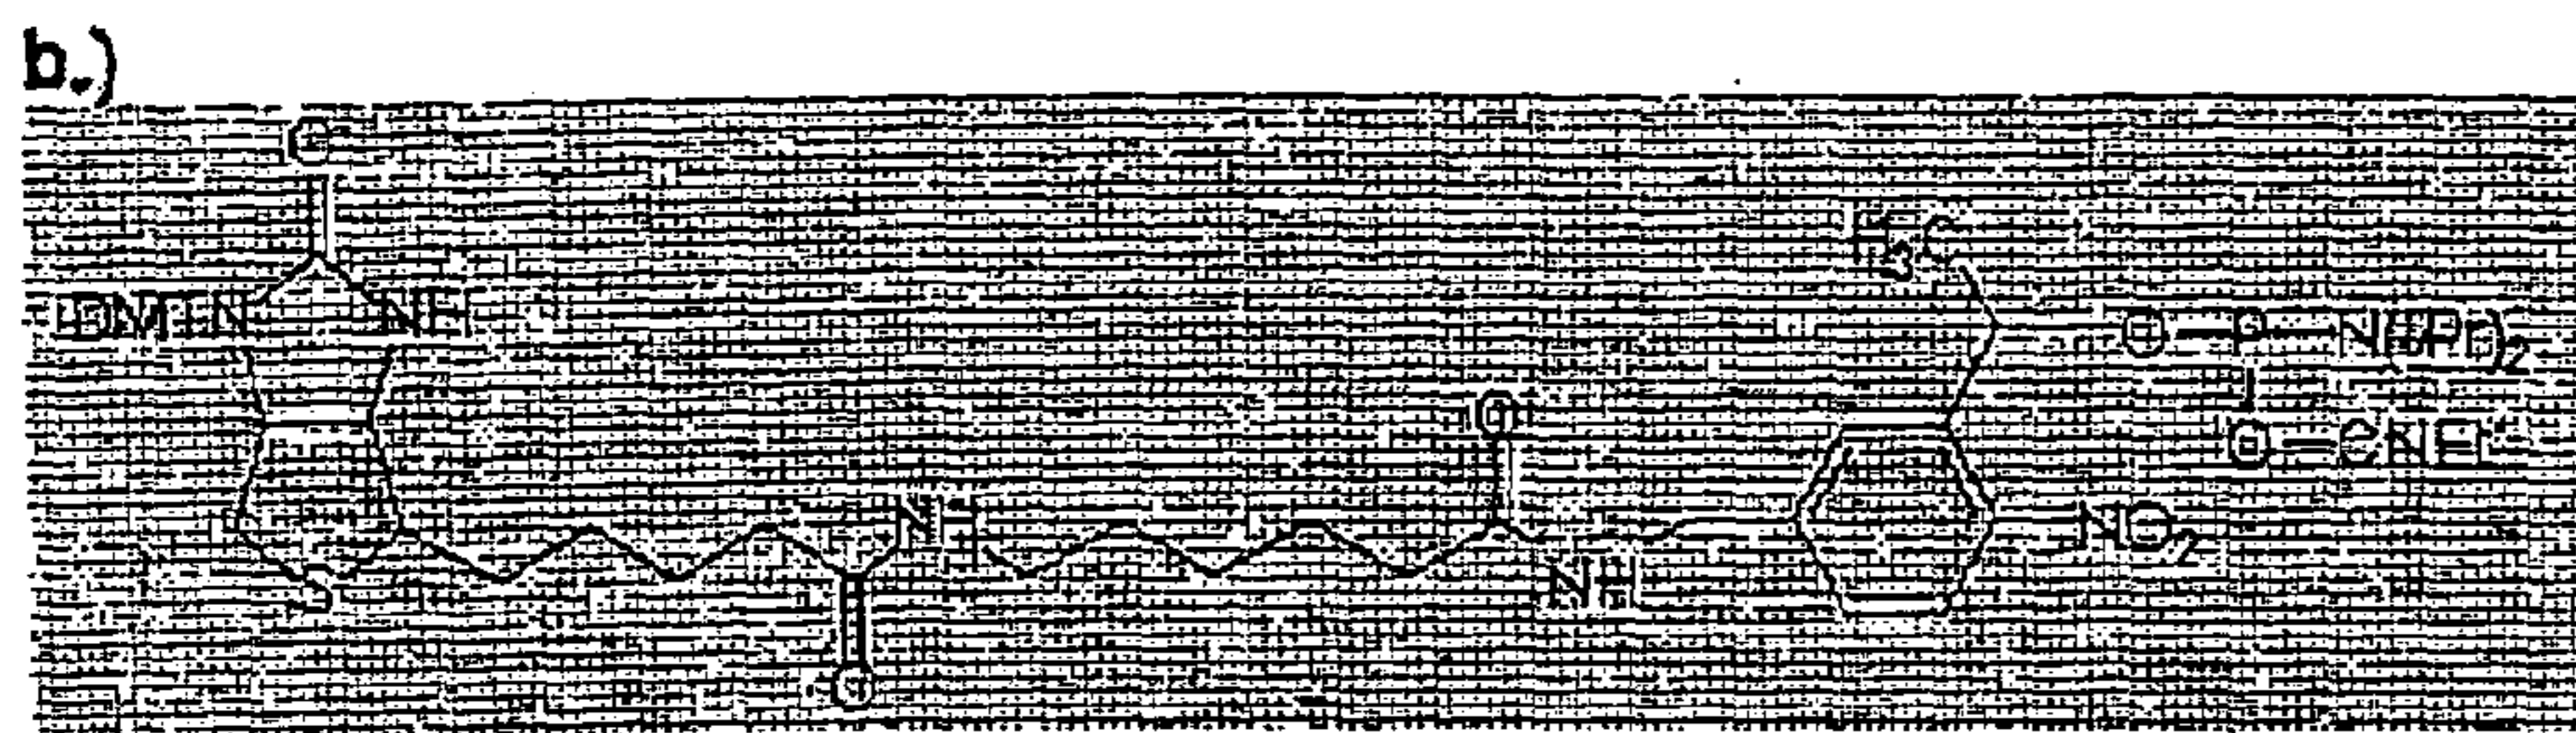 b.)
O
H₃C
DMTN NH
O—P—N(iPr)₂
O
O—CNEt
NH
NO₂
S
NH
O